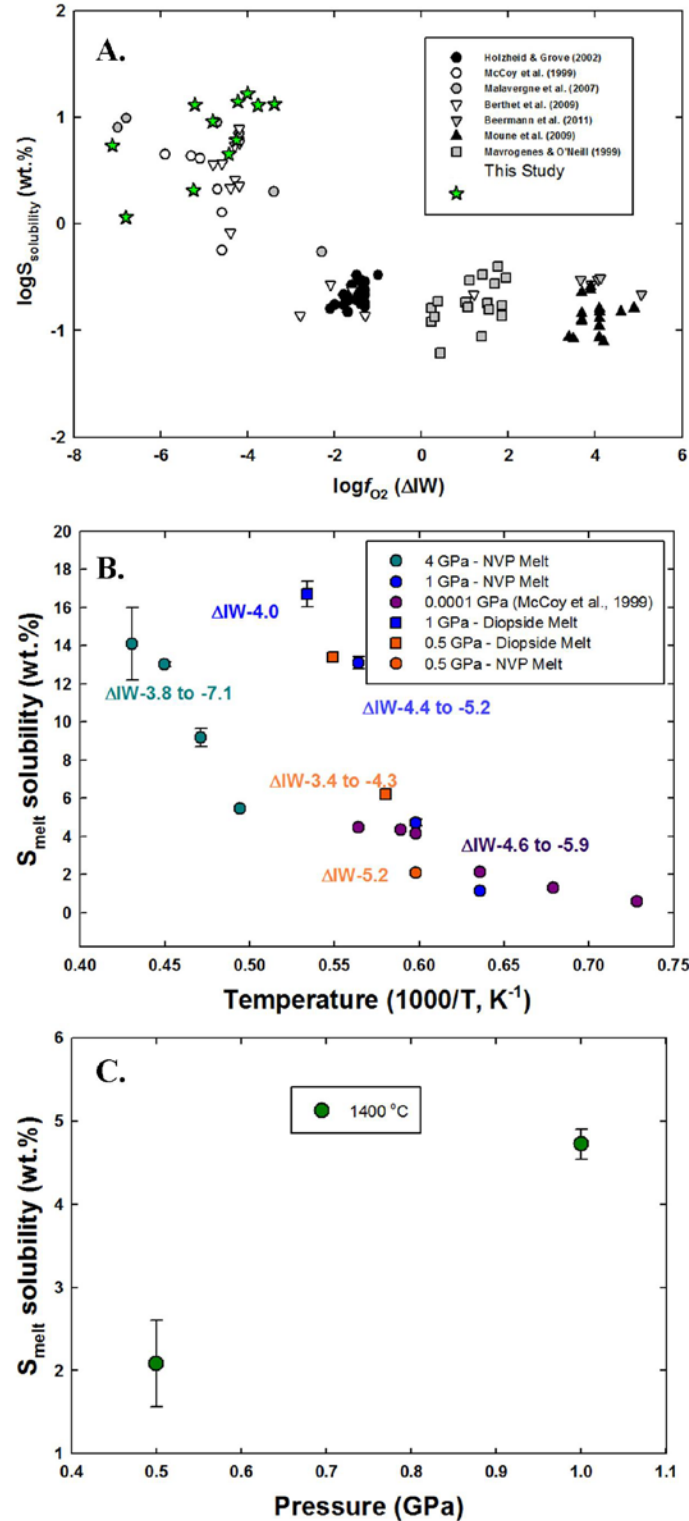 A.
Holzheid & Grove (2002)
McCoy et al. (1999)
Malavergne et al. (2007)
Berthet et al. (2009)
Beermann et al. (2011)
Moune et al. (2009)
Mavrogenes & O'Neill (1999)
This Study
2
1
0
-1
-2
logSsolubility (wt.%)
-8 -6 -4 -2 0 2 4 6
logfO2 (ΔIW)
B.
4 GPa - NVP Melt
1 GPa - NVP Melt
0.0001 GPa (McCoy et al., 1999)
1 GPa - Diopside Melt
0.5 GPa - Diopside Melt
0.5 GPa - NVP Melt
ΔIW-4.0
ΔIW-3.8 to -7.1
ΔIW-4.4 to -5.2
ΔIW-3.4 to -4.3
ΔIW-4.6 to -5.9
ΔIW-5.2
20
18
16
14
12
10
8
6
4
2
0
Smelt solubility (wt.%)
0.40 0.45 0.50 0.55 0.60 0.65 0.70 0.75
Temperature (1000/T, K-1)
C.
1400 °C
6
5
4
3
2
1
Smelt solubility (wt.%)
0.4 0.5 0.6 0.7 0.8 0.9 1.0 1.1
Pressure (GPa)